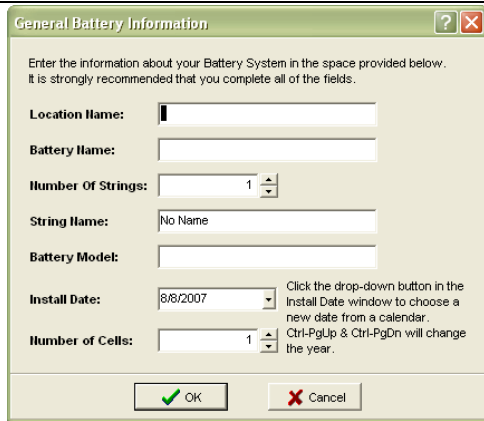 General Battery Information
Enter the information about your Battery System in the space provided below.
It is strongly recommended that you complete all of the fields.
Location Name:
Battery Name:
Number Of Strings: 1
String Name: No Name
Battery Model:
Install Date: 8/8/2007
Click the drop-down button in the
Install Date window to choose a
new date from a calendar.
Ctrl-PgUp & Ctrl-PgDn will change
the year.
Number of Cells: 1
OK Cancel